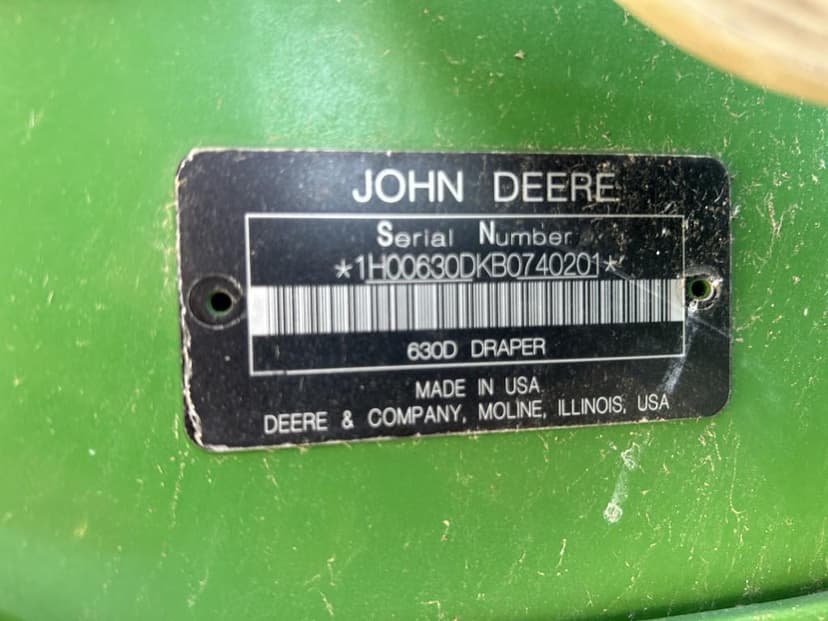 JOHN DEERE
Serial Number
*1H00630DKB0740201*
630D DRAPER
MADE IN USA
DEERE & COMPANY, MOLINE, ILLINOIS, USA